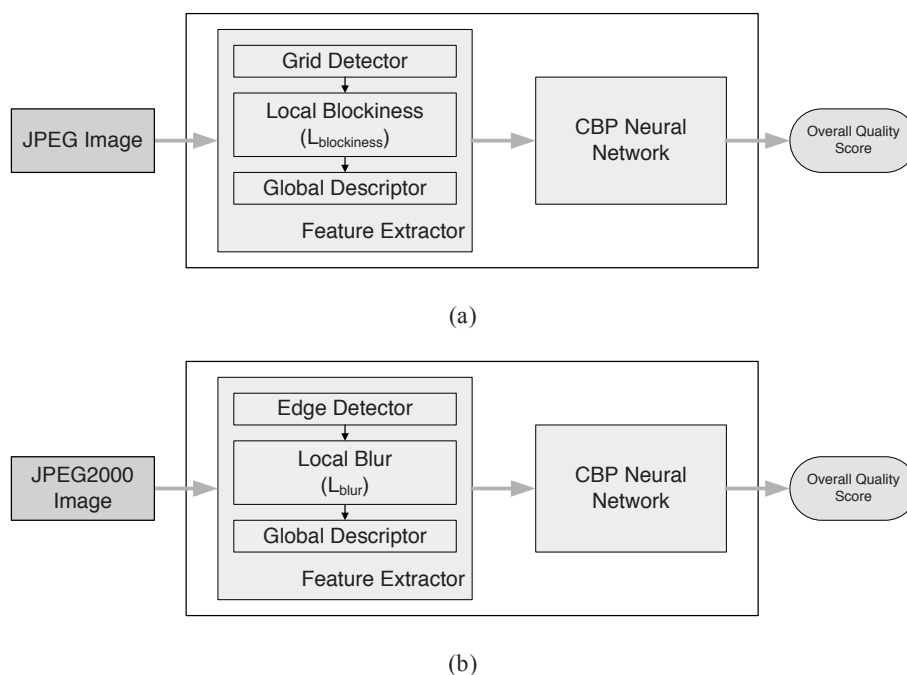 Grid Detector
Local Blockiness
(Lblockiness)
Global Descriptor
Feature Extractor
JPEG Image
CBP Neural
Network
Overall Quality
Score
(a)
Edge Detector
Local Blur
(Lblur)
Global Descriptor
Feature Extractor
JPEG2000
Image
CBP Neural
Network
Overall Quality
Score
(b)